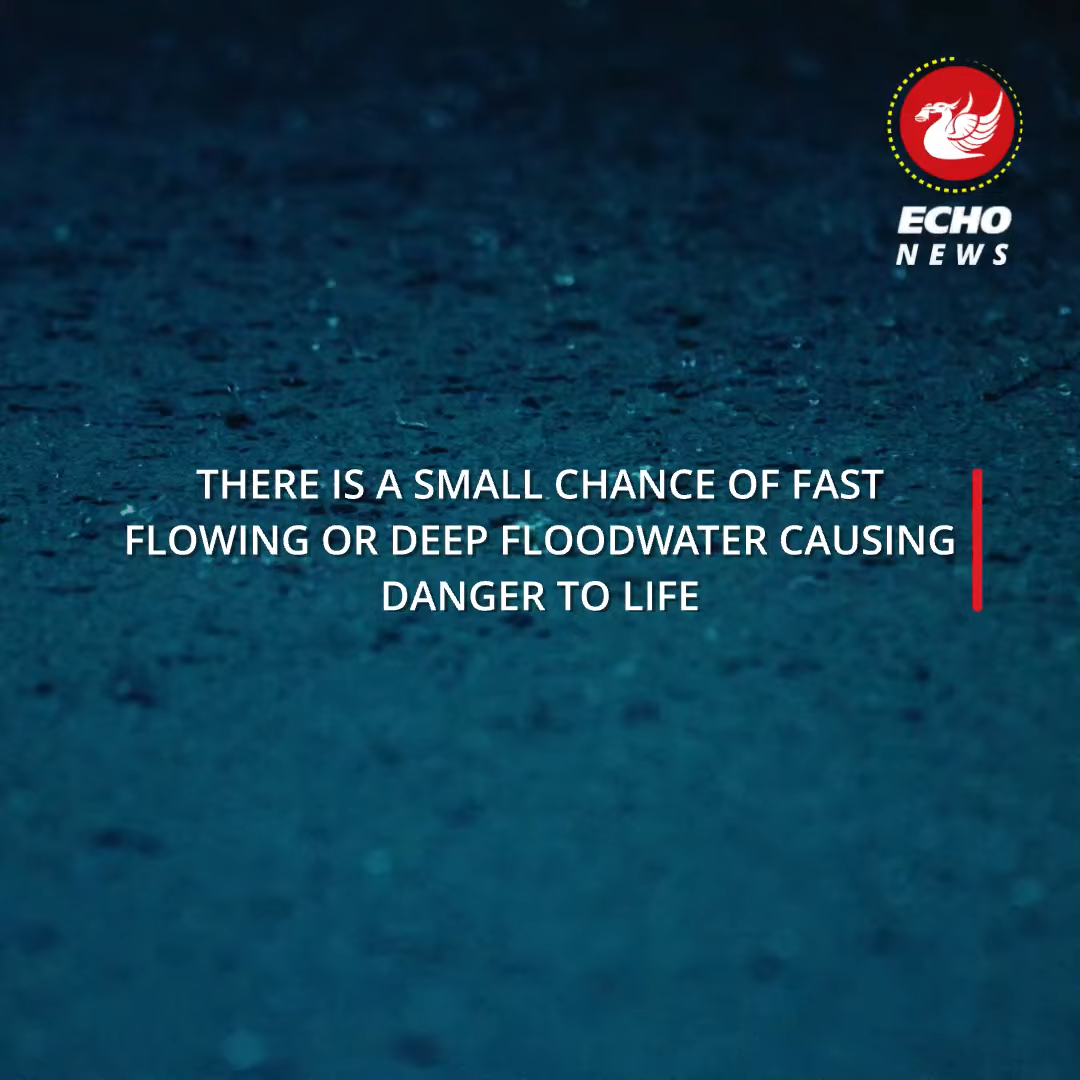 ECHO
NEWS
THERE IS A SMALL CHANCE OF FAST
FLOWING OR DEEP FLOODWATER CAUSING
DANGER TO LIFE